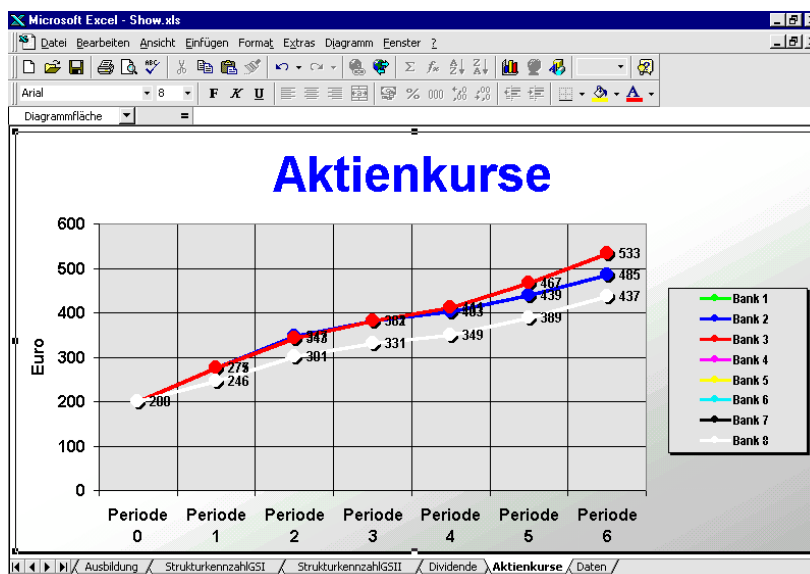 Microsoft Excel - Show.xls
Datei Bearbeiten Ansicht Einfügen Format Extras Diagramm Fenster ?
Arial 8 F K U % 000
Diagrammfläche =
Aktienkurse
Euro
600
500
400
300
200
100
0
533
485
437
467
439
389
349
331
301
246
Periode 0
Periode 1
Periode 2
Periode 3
Periode 4
Periode 5
Periode 6
Bank 1
Bank 2
Bank 3
Bank 4
Bank 5
Bank 6
Bank 7
Bank 8
Ausbildung StrukturkennzahlGSI StrukturkennzahlGSII Dividende Aktienkurse Daten